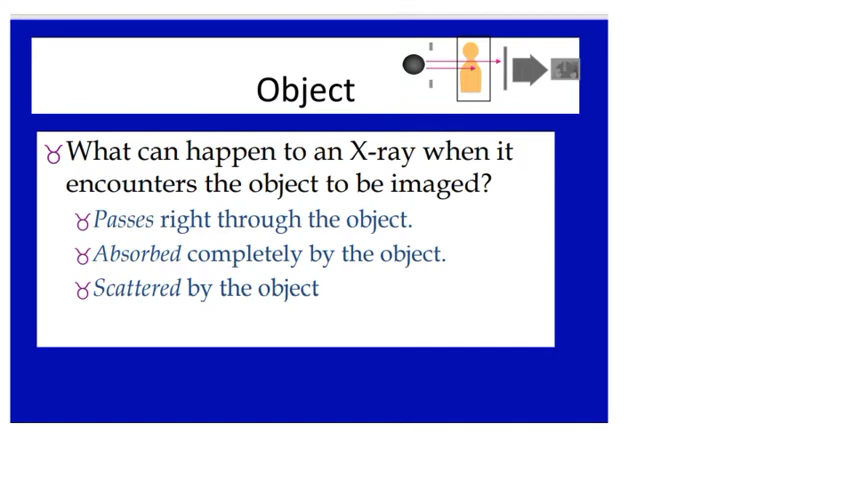 Object
What can happen to an X-ray when it
encounters the object to be imaged?
Passes right through the object.
Absorbed completely by the object.
Scattered by the object